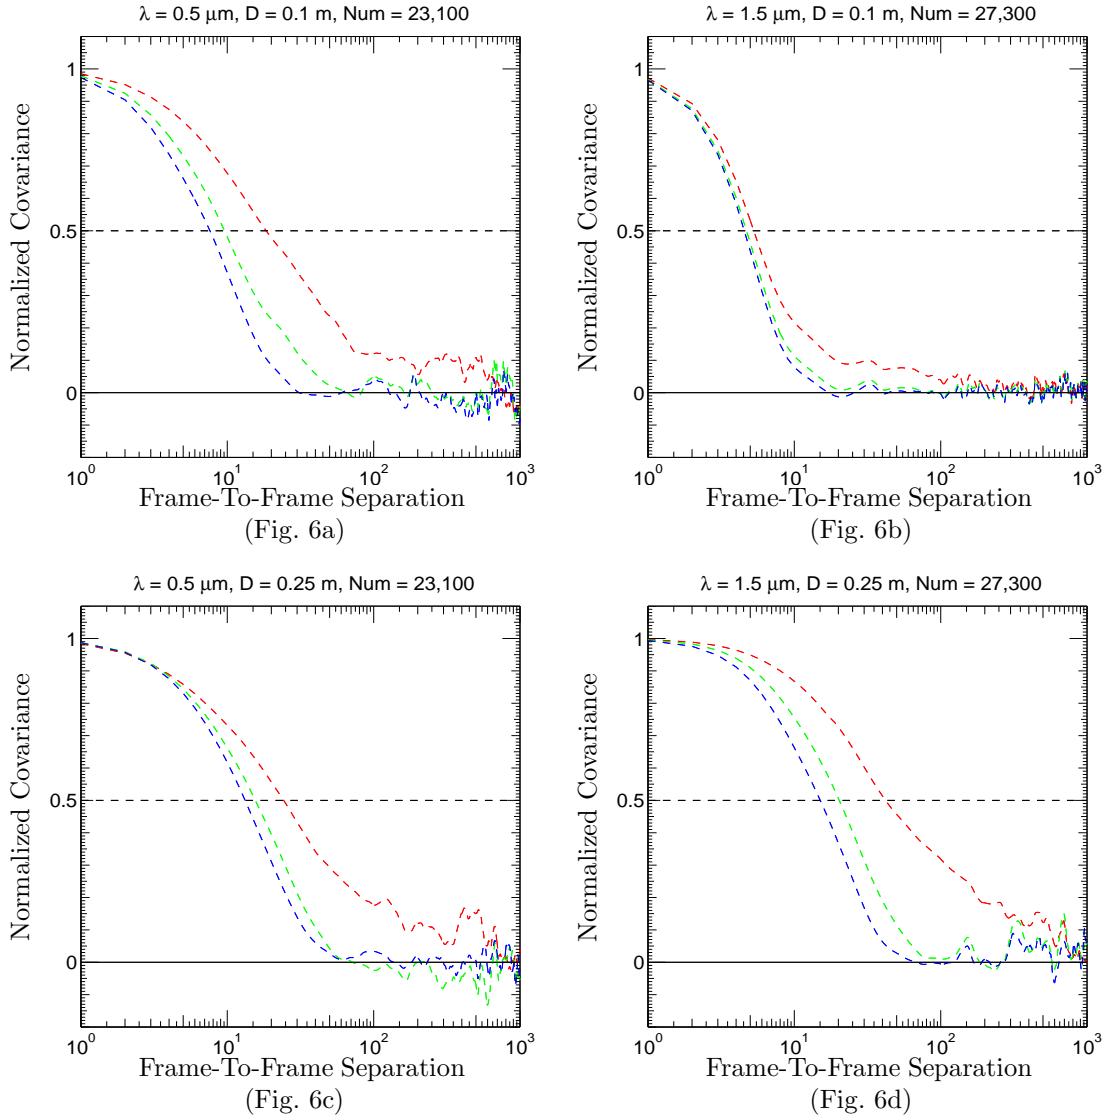 λ = 0.5 μm, D = 0.1 m, Num = 23,100
1
0.5
0
Normalized Covariance
10^0 10^1 10^2 10^3
Frame-To-Frame Separation
(Fig. 6a)
λ = 1.5 μm, D = 0.1 m, Num = 27,300
1
0.5
0
Normalized Covariance
10^0 10^1 10^2 10^3
Frame-To-Frame Separation
(Fig. 6b)
λ = 0.5 μm, D = 0.25 m, Num = 23,100
1
0.5
0
Normalized Covariance
10^0 10^1 10^2 10^3
Frame-To-Frame Separation
(Fig. 6c)
λ = 1.5 μm, D = 0.25 m, Num = 27,300
1
0.5
0
Normalized Covariance
10^0 10^1 10^2 10^3
Frame-To-Frame Separation
(Fig. 6d)